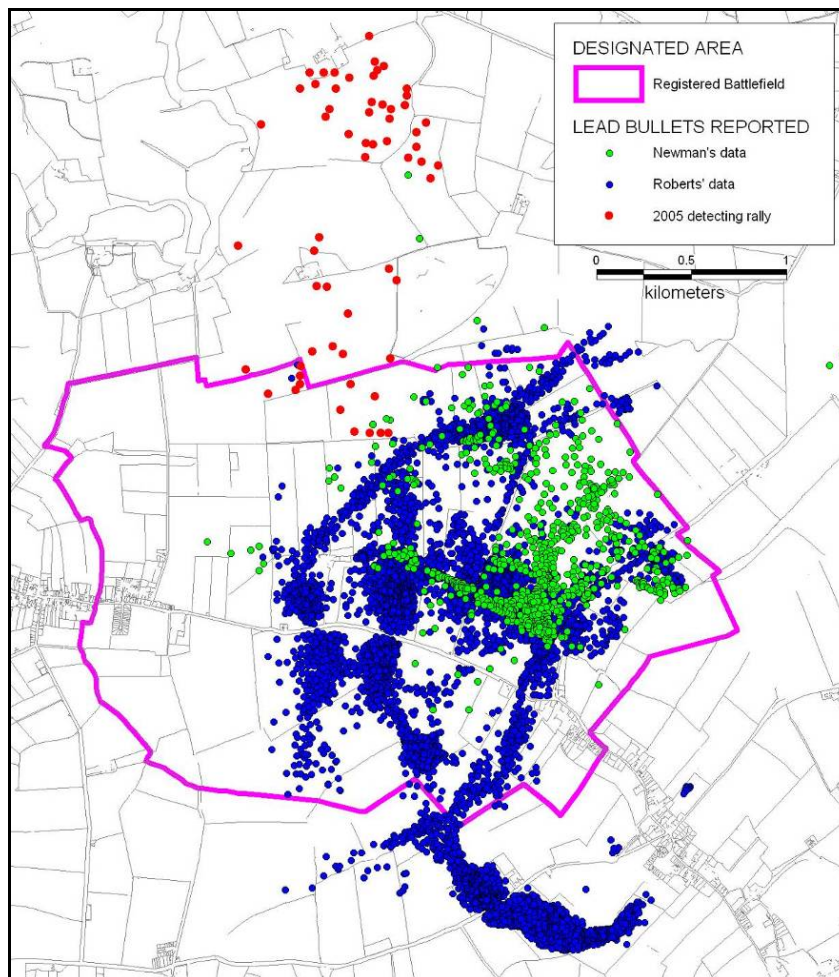 DESIGNATED AREA
Registered Battlefield
LEAD BULLETS REPORTED
Newman's data
Roberts' data
2005 detecting rally
0 0.5 1
kilometers